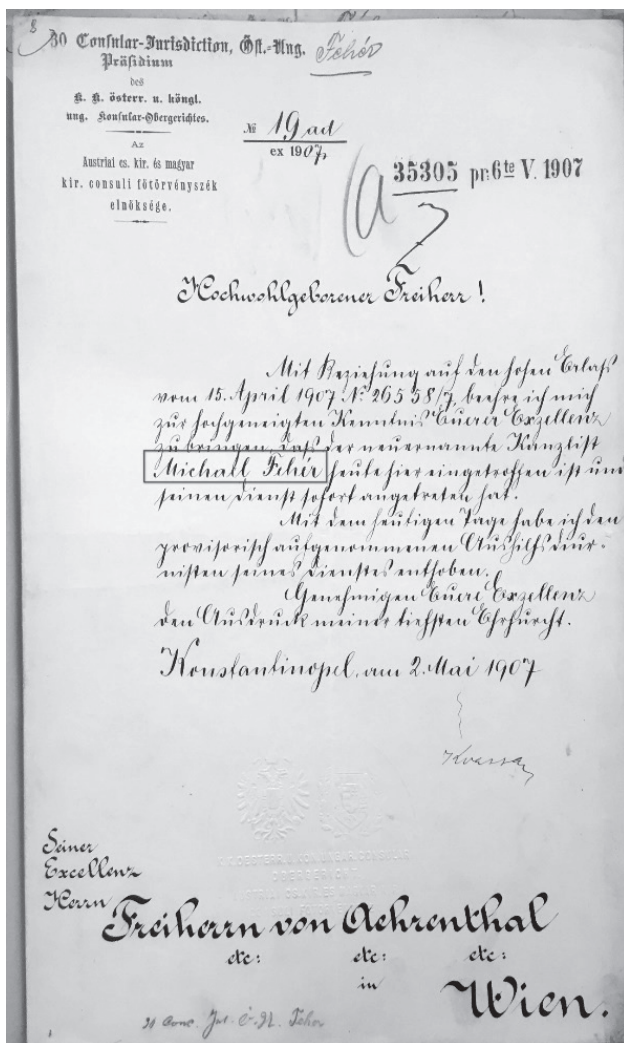 30 Consular-Jurisdiction, Öst.-Ung. Fehér
Präsidium
des
K. K. österr. u. köngl.
ung. Konsular-Obergerichtes.
Az
Austriai cs. kir. és magyar
kir. consuli főtörvényszék
elnöksége.
№ 19 ad
ex 1907
35305 pr: 6te V. 1907
Hochwohlgeborener Freiherr!
Mit Beziehung auf den hohen Erlaß
vom 15. April 1907 No 26558/7, beehre ich mich
zur hochgeneigten Kenntnis Euerer Exzellenz
zu bringen, daß der neuernannte Kanzlist
Michael Fehér heute hier eingetroffen ist und
seinen Dienst sofort angetreten hat.
Mit dem heutigen Tage habe ich den
provisorisch aufgenommenen Aushilfsdiur-
nisten seines Dienstes enthoben.
Genehmigen Euere Exzellenz
den Ausdruck meiner tiefsten Ehrfurcht.
Konstantinopel, am 2. Mai 1907
Seiner
Excellenz
Herrn
Freiherrn von Aehrenthal
etc: etc: etc:
in
Wien.